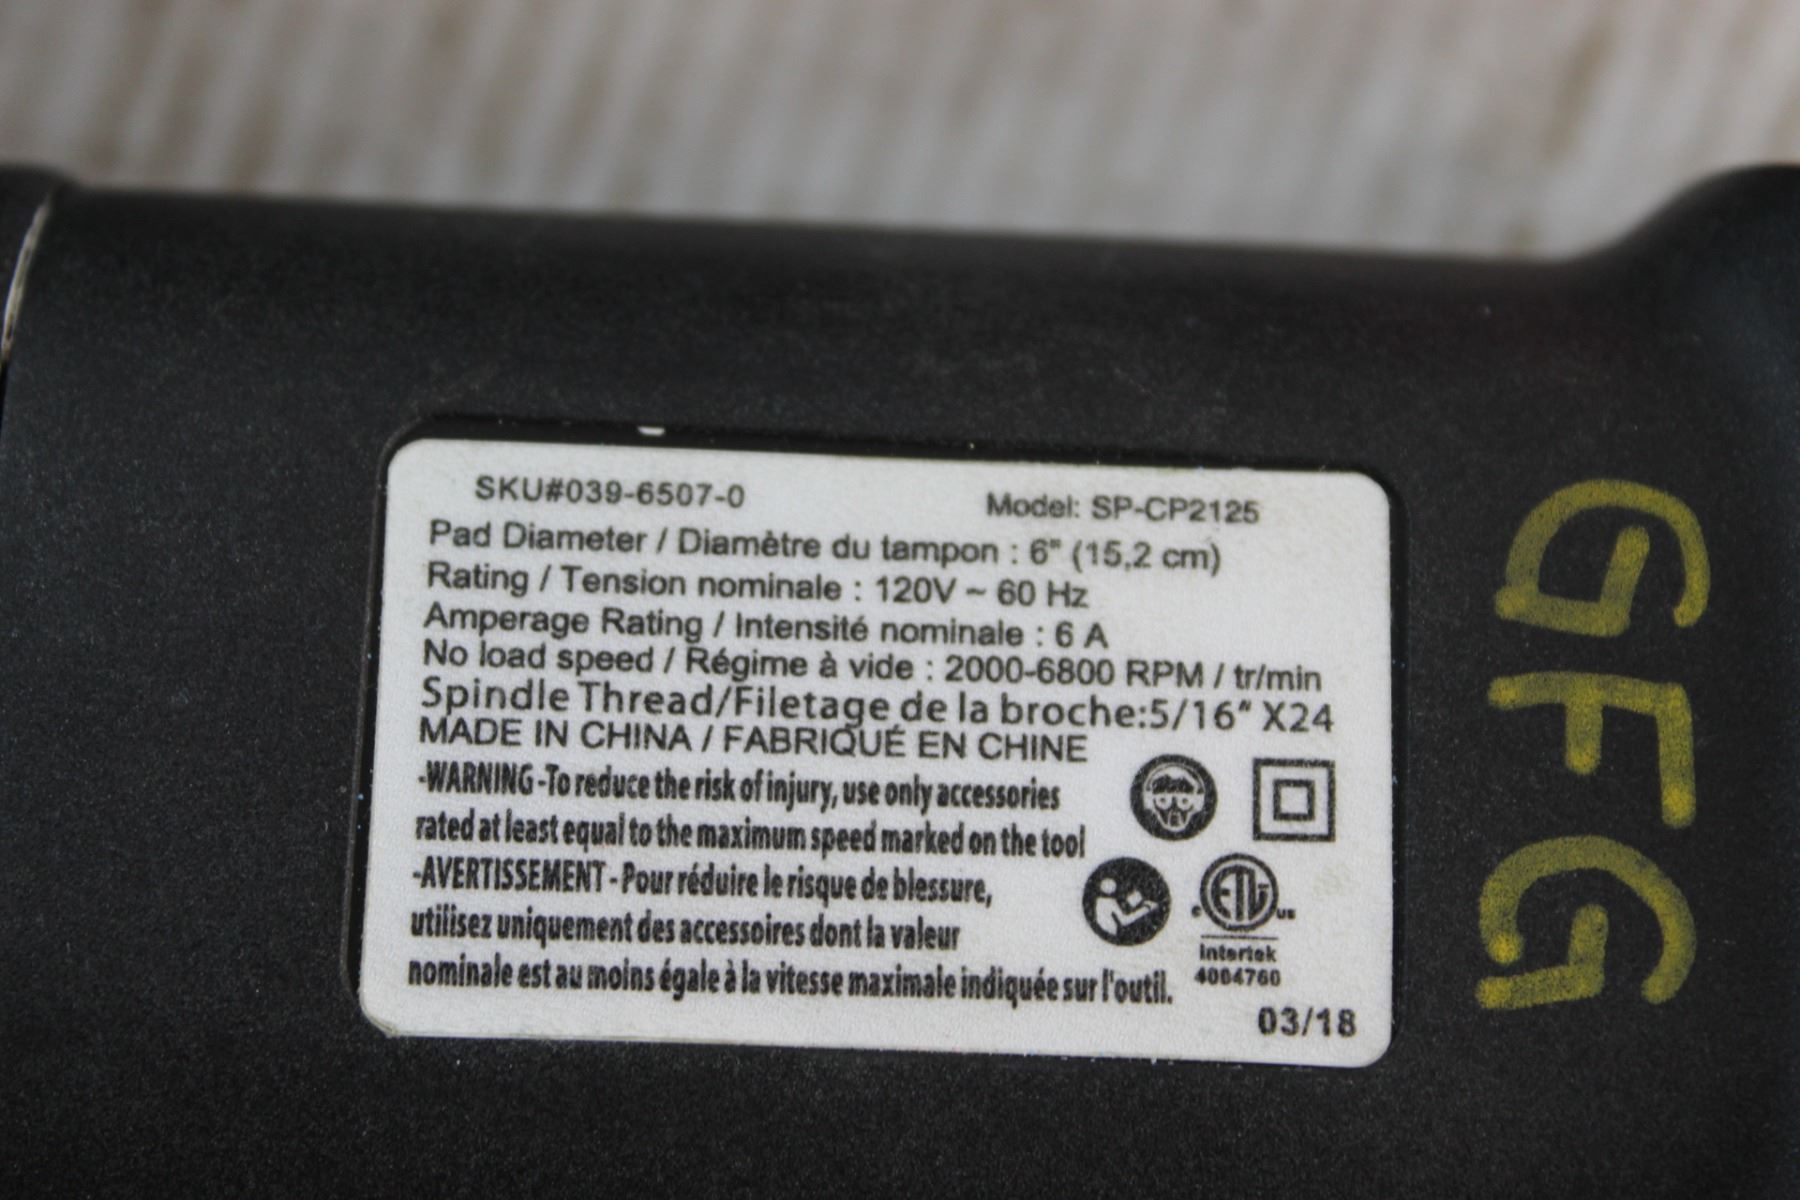 SKU#039-6507-0 Model: SP-CP2125
Pad Diameter / Diamètre du tampon : 6" (15,2 cm)
Rating / Tension nominale : 120V ~ 60 Hz
Amperage Rating / Intensité nominale : 6 A
No load speed / Régime à vide : 2000-6800 RPM / tr/min
Spindle Thread/Filetage de la broche:5/16" X24
MADE IN CHINA / FABRIQUÉ EN CHINE
-WARNING-To reduce the risk of injury, use only accessories
rated at least equal to the maximum speed marked on the tool
-AVERTISSEMENT - Pour réduire le risque de blessure,
utilisez uniquement des accessoires dont la valeur
nominale est au moins égale à la vitesse maximale indiquée sur l'outil.
c ETL us
Intertek
4004760
03/18
GFG